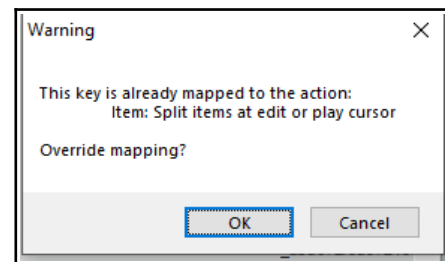 Warning
This key is already mapped to the action:
Item: Split items at edit or play cursor
Override mapping?
OK
Cancel